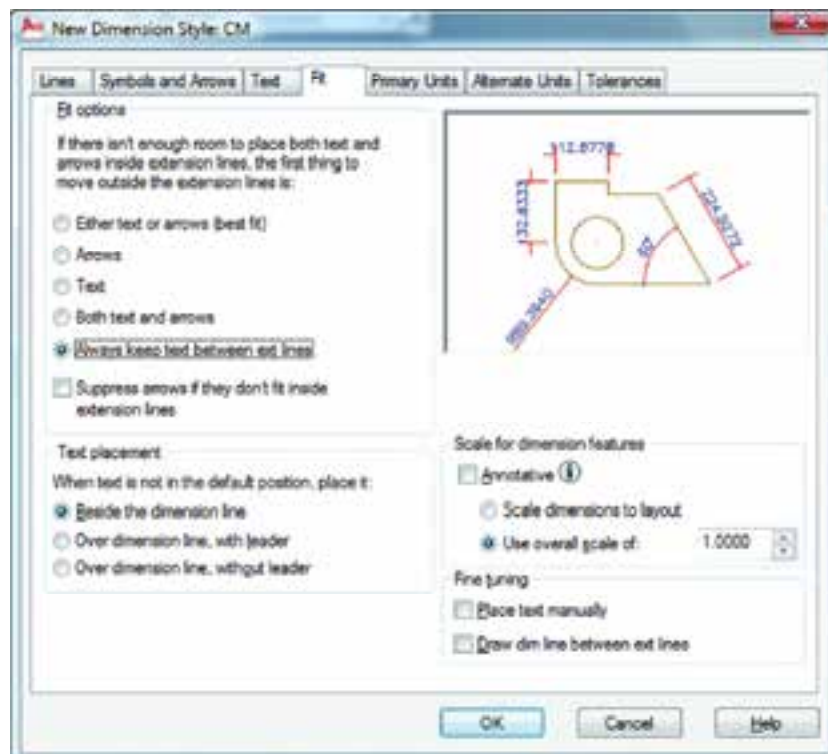 New Dimension Style: CM
Lines Symbols and Arrows Text Fit Primary Units Alternate Units Tolerances
Fit options
If there isn't enough room to place both text and
arrows inside extension lines, the first thing to
move outside the extension lines is:
Either text or arrows (best fit)
Arrows
Text
Both text and arrows
Always keep text between ext lines
Suppress arrows if they don't fit inside
extension lines
Text placement
When text is not in the default position, place it:
Beside the dimension line
Over dimension line, with leader
Over dimension line, without leader
Scale for dimension features
Annotative
Scale dimensions to layout
Use overall scale of: 1.0000
Fine tuning
Place text manually
Draw dim line between ext lines
OK Cancel Help